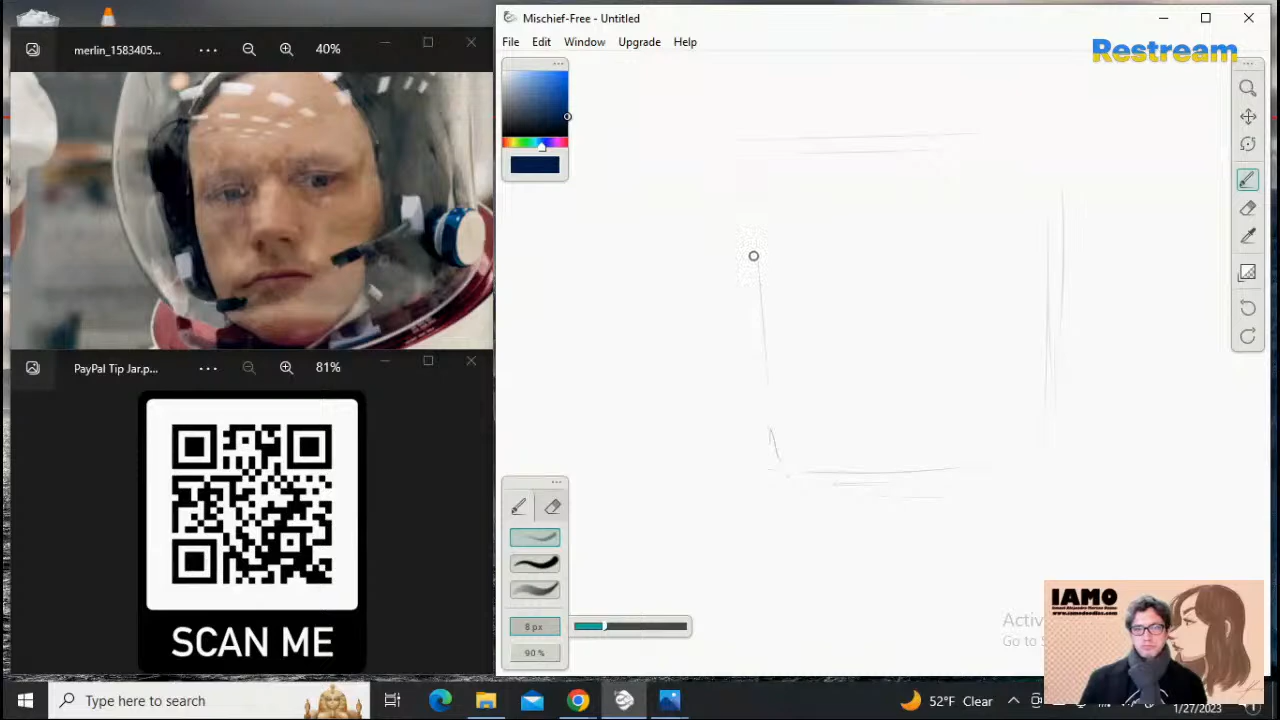 Mischief-Free - Untitled
File Edit Window Upgrade Help
Restream
merlin_1583405... ··· 40%
PayPal Tip Jar.p... ··· 81%
SCAN ME
8 px
90 %
Activ
Go to S
IAMO
Type here to search
52°F Clear
1/27/2023